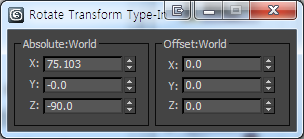 Rotate Transform Type-In
Absolute:World
X: 75.103
Y: -0.0
Z: -90.0
Offset:World
X: 0.0
Y: 0.0
Z: 0.0